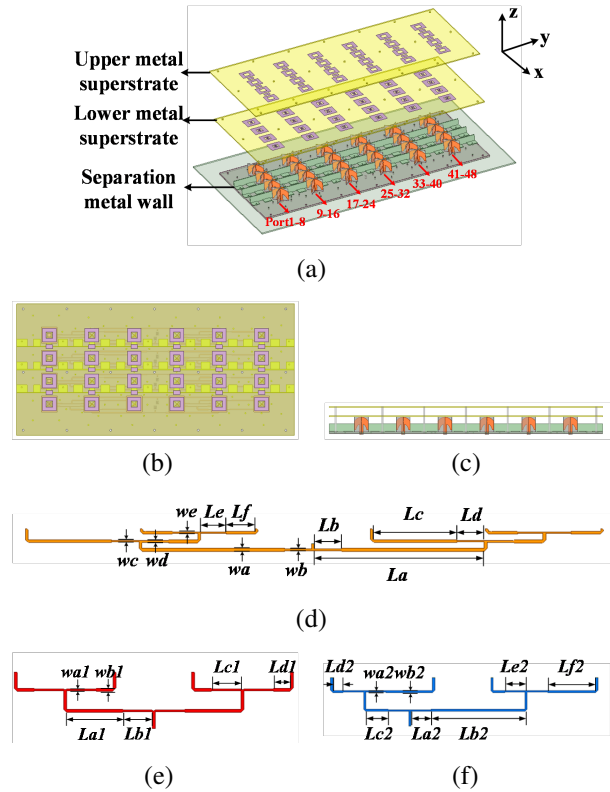 z
y
x
Upper metal
superstrate
Lower metal
superstrate
Separation
metal wall
Port1-8
9-16
17-24
25-32
33-40
41-48
(a)
(b)
(c)
we
Le
Lf
Lb
Lc
Ld
wc
wd
wa
wb
La
(d)
wa1
wb1
Lc1
Ld1
La1
Lb1
(e)
Ld2
wa2
wb2
Le2
Lf2
Lc2
La2
Lb2
(f)